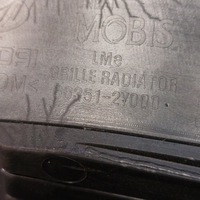 MOBIS
LMe
GRILLE RADIATOR
86351-2V000